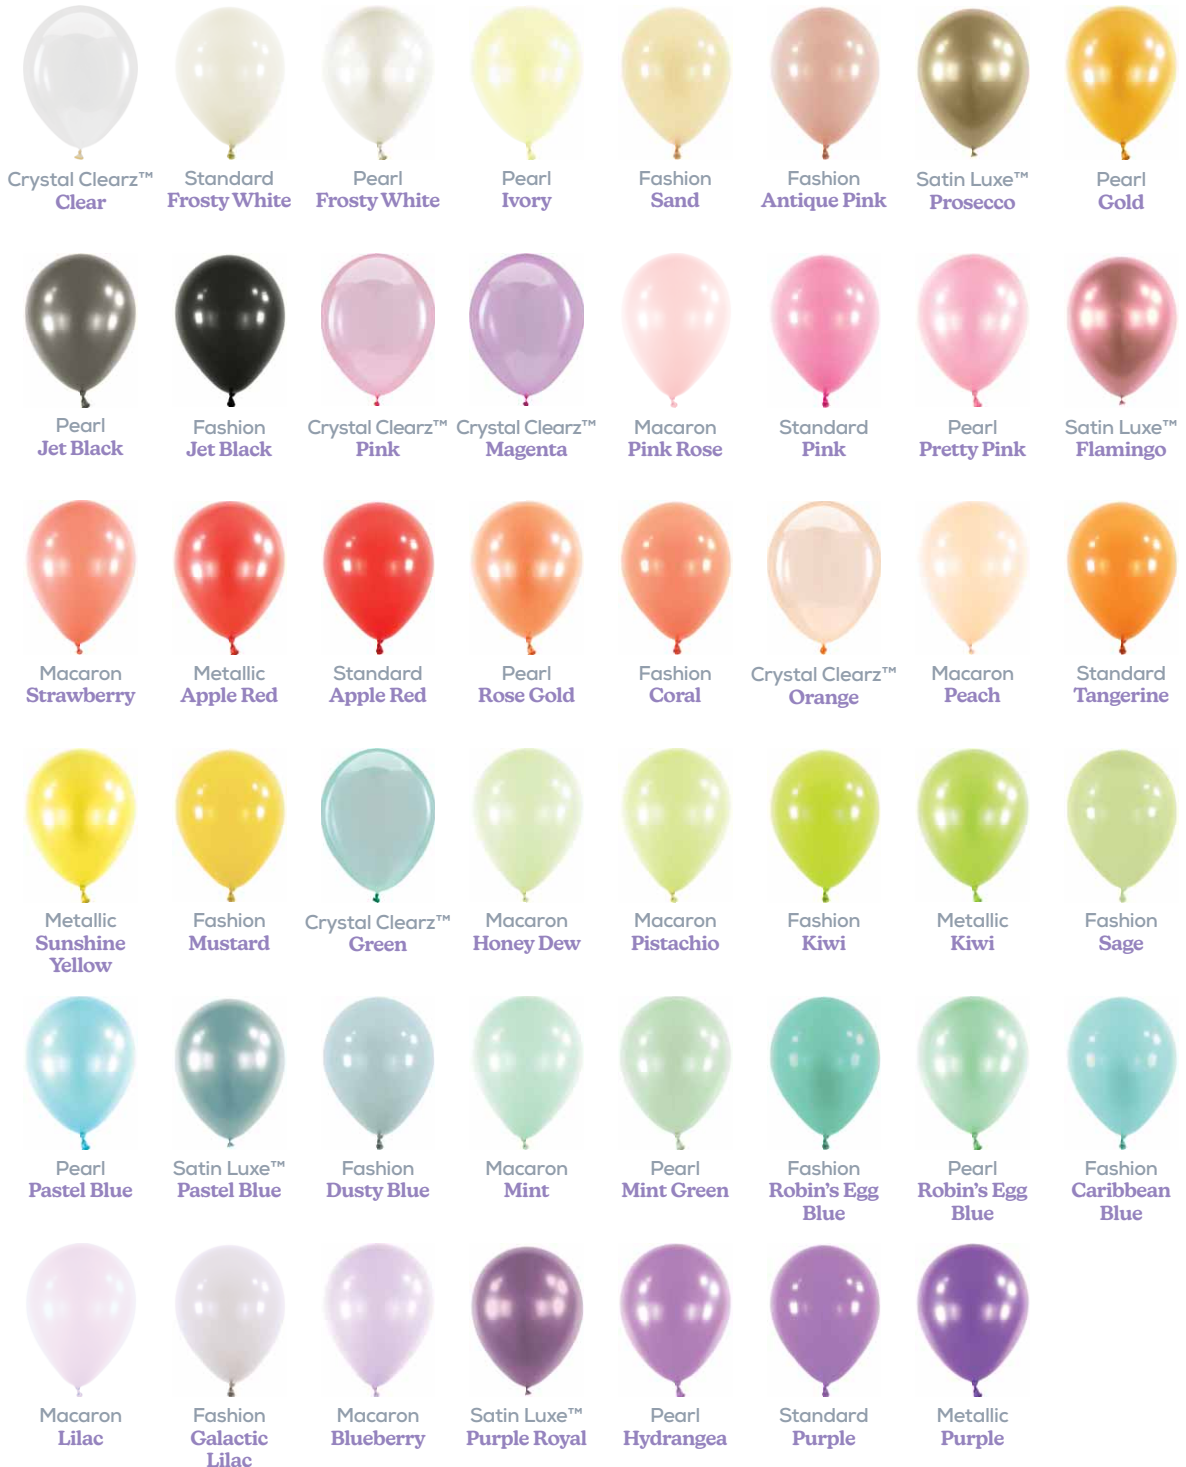 Crystal Clearz™
Clear
Standard
Frosty White
Pearl
Frosty White
Pearl
Ivory
Fashion
Sand
Fashion
Antique Pink
Satin Luxe™
Prosecco
Pearl
Gold
Pearl
Jet Black
Fashion
Jet Black
Crystal Clearz™
Pink
Crystal Clearz™
Magenta
Macaron
Pink Rose
Standard
Pink
Pearl
Pretty Pink
Satin Luxe™
Flamingo
Macaron
Strawberry
Metallic
Apple Red
Standard
Apple Red
Pearl
Rose Gold
Fashion
Coral
Crystal Clearz™
Orange
Macaron
Peach
Standard
Tangerine
Metallic
Sunshine
Yellow
Fashion
Mustard
Crystal Clearz™
Green
Macaron
Honey Dew
Macaron
Pistachio
Fashion
Kiwi
Metallic
Kiwi
Fashion
Sage
Pearl
Pastel Blue
Satin Luxe™
Pastel Blue
Fashion
Dusty Blue
Macaron
Mint
Pearl
Mint Green
Fashion
Robin's Egg
Blue
Pearl
Robin's Egg
Blue
Fashion
Caribbean
Blue
Macaron
Lilac
Fashion
Galactic
Lilac
Macaron
Blueberry
Satin Luxe™
Purple Royal
Pearl
Hydrangea
Standard
Purple
Metallic
Purple